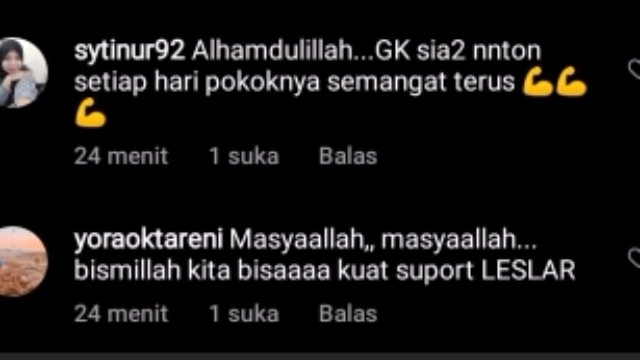 sytinur92 Alhamdulillah...GK sia2 nnton
setiap hari pokoknya semangat terus 💪💪
💪
24 menit 1 suka Balas
yoraoktareni Masyaallah,, masyaallah...
bismillah kita bisaaaa kuat suport LESLAR
24 menit 1 suka Balas